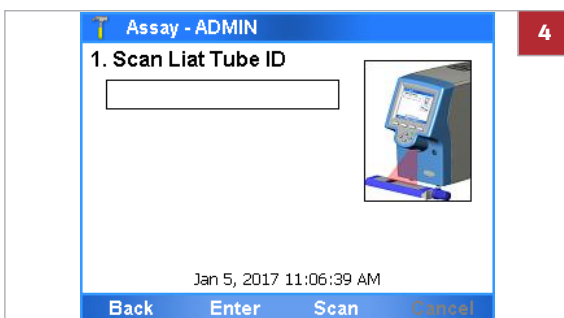 Assay - ADMIN
4
1. Scan Liat Tube ID
Jan 5, 2017 11:06:39 AM
Back Enter Scan Cancel